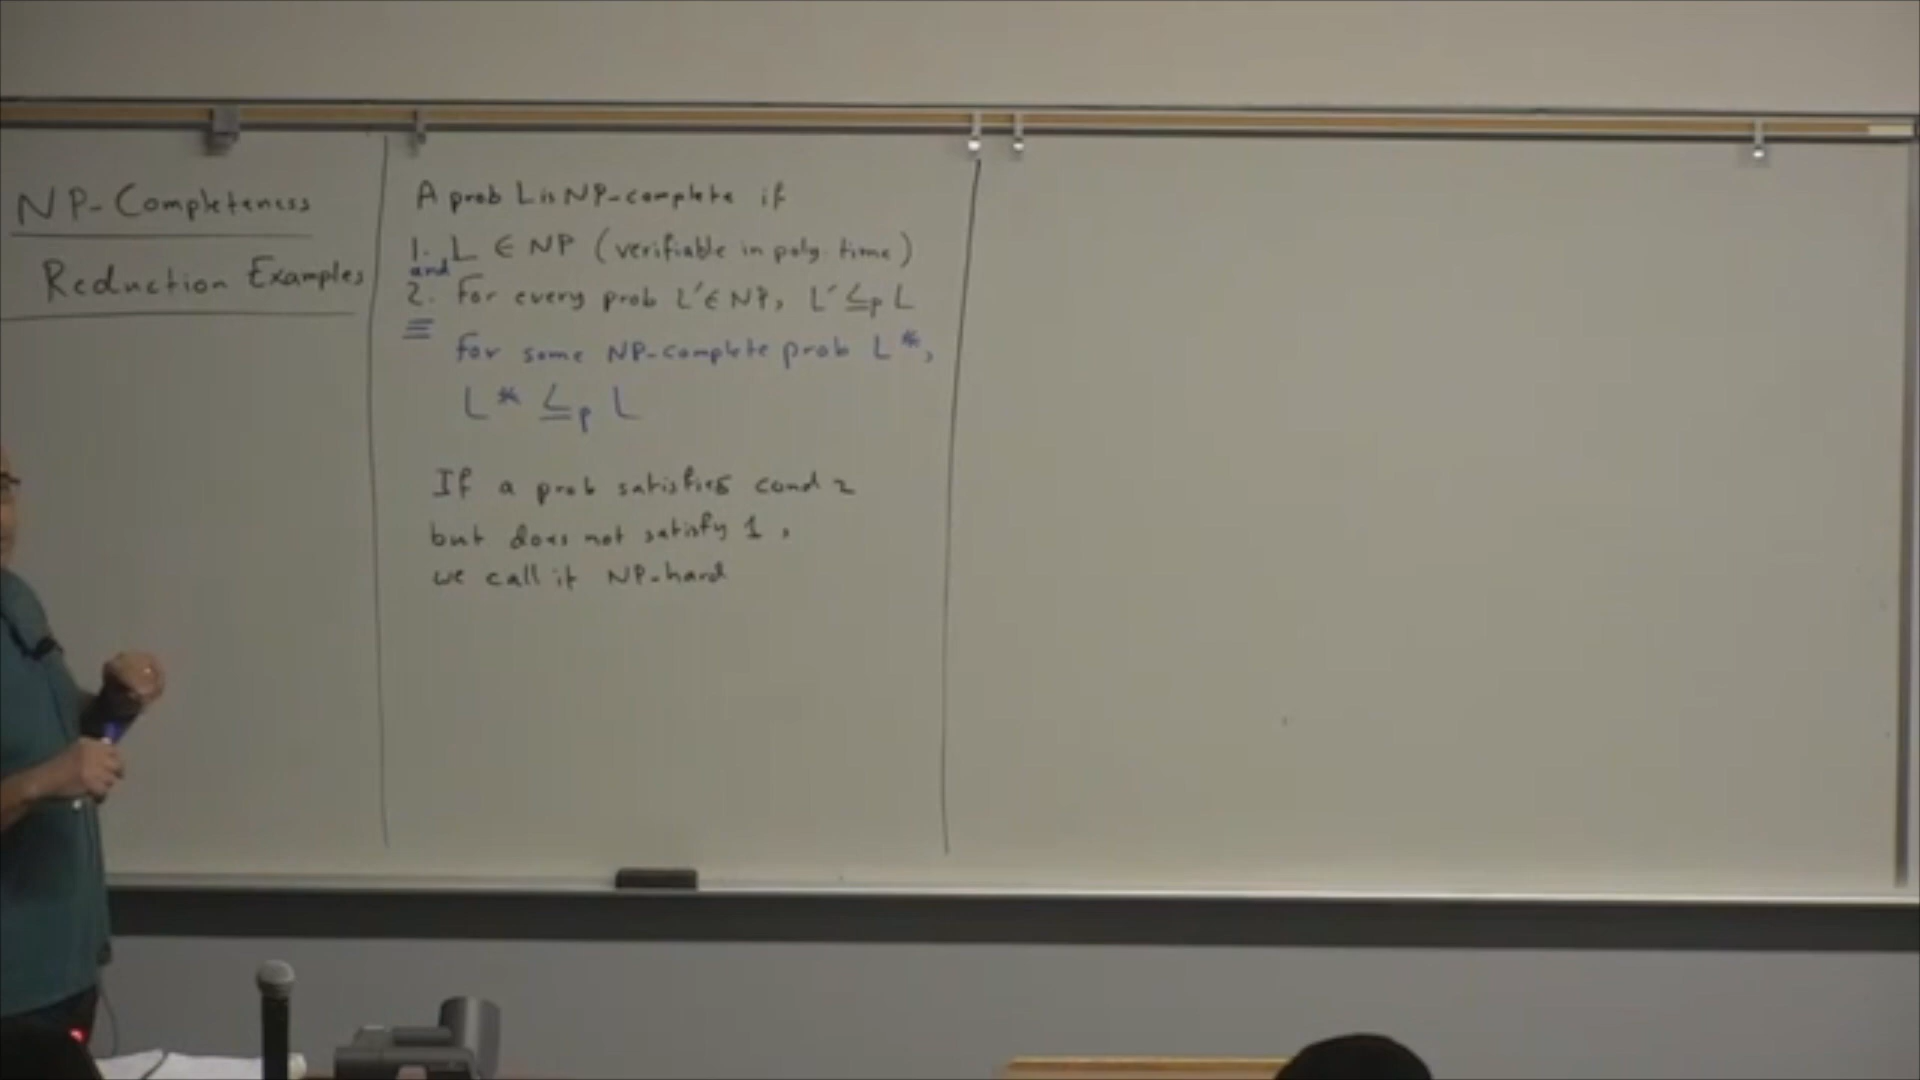 NP-Completeness
Reduction Examples
A prob L is NP-complete if
1. L ∈ NP (verifiable in poly. time)
and
2. For every prob L' ∈ NP, L' ≤p L
≡
for some NP-complete prob L*,
L* ≤p L
If a prob satisfies cond 2
but does not satisfy 1,
we call it NP-hard